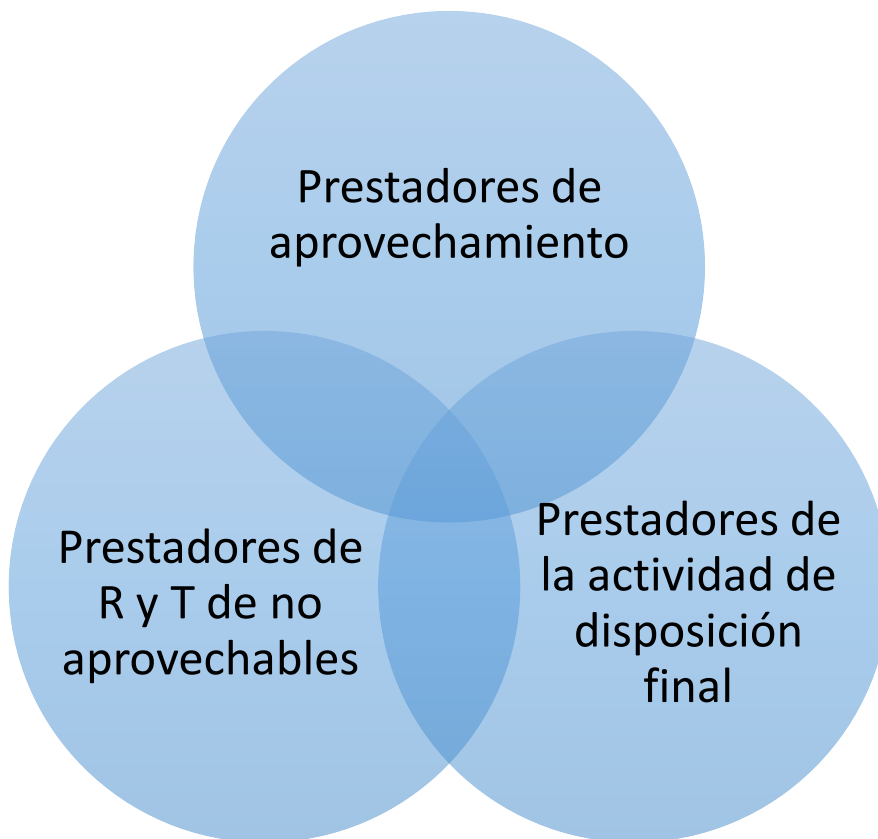 Prestadores de
aprovechamiento
Prestadores de
R y T de no
aprovechables
Prestadores de
la actividad de
disposición
final